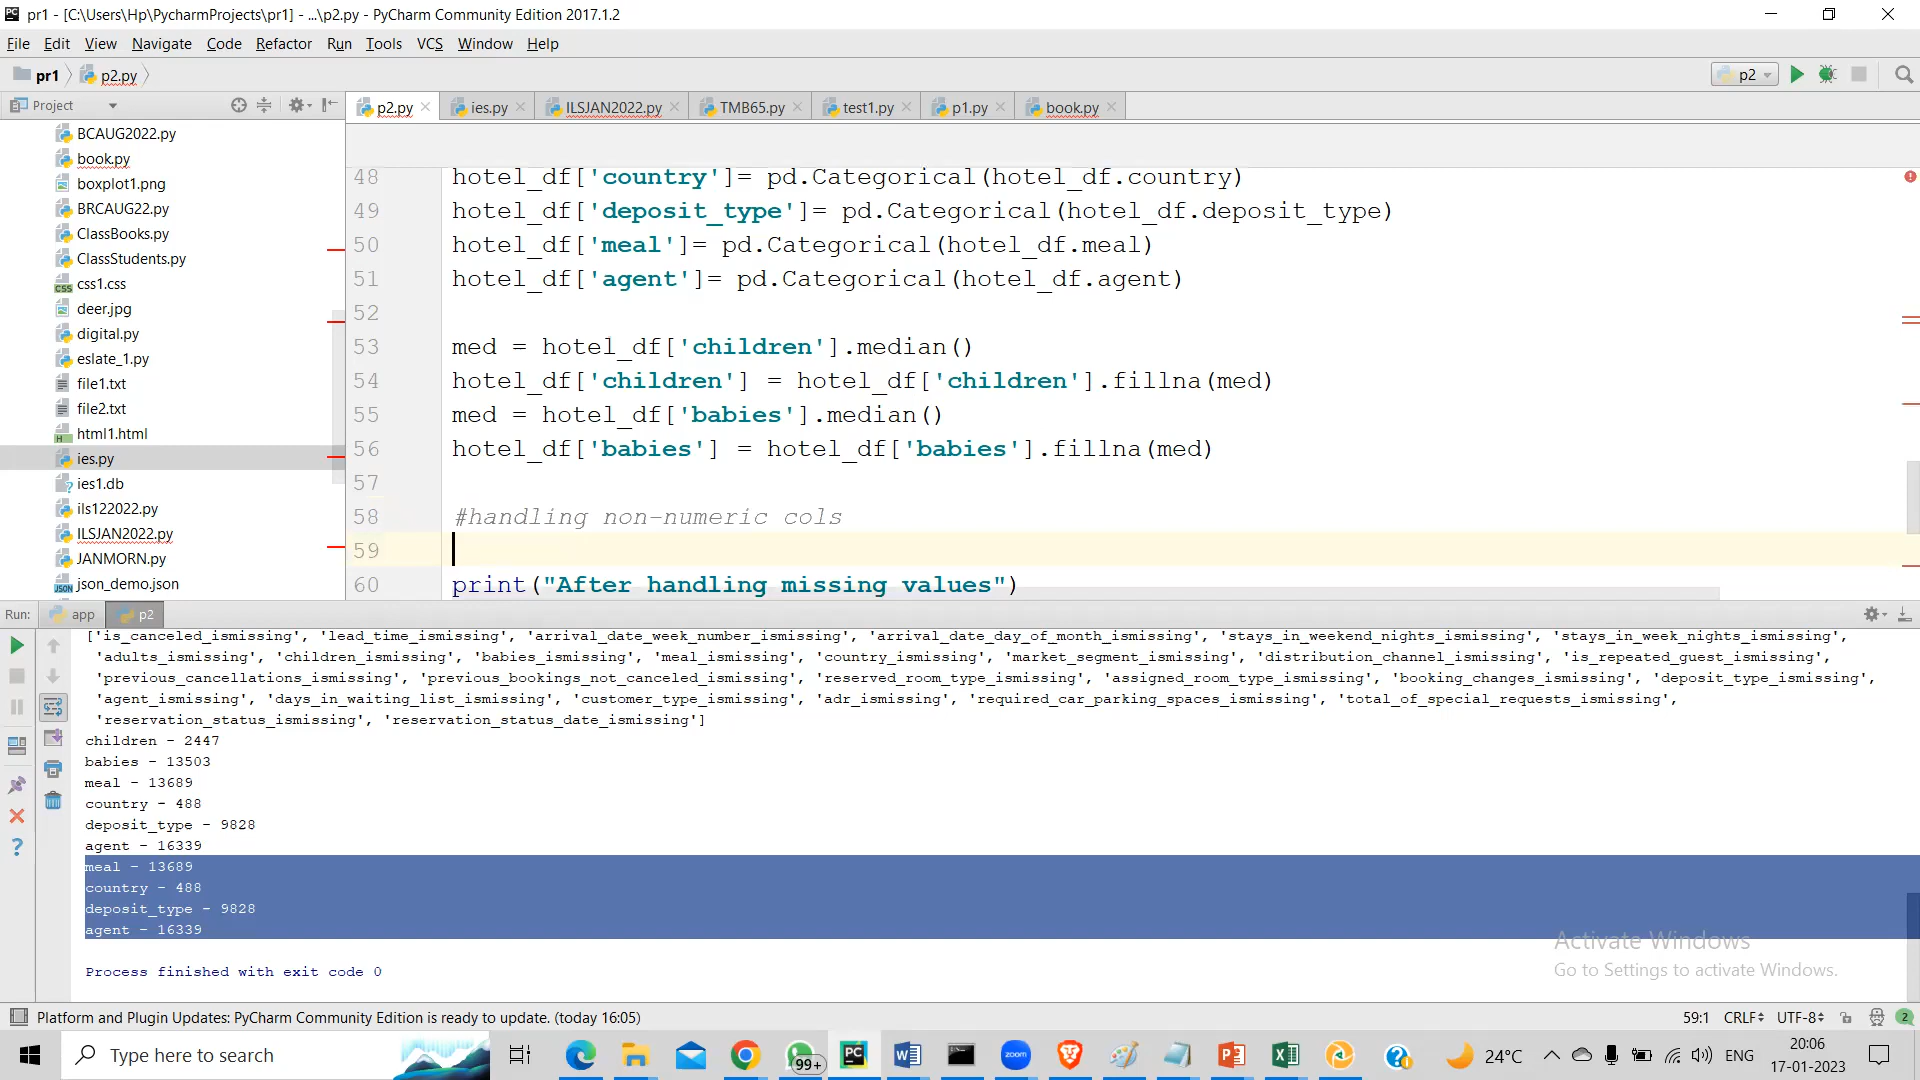 pr1 - [C:\Users\Hp\PycharmProjects\pr1] - ...\p2.py - PyCharm Community Edition 2017.1.2
File Edit View Navigate Code Refactor Run Tools VCS Window Help
pr1 p2.py p2
Project
p2.py ies.py ILSJAN2022.py TMB65.py test1.py p1.py book.py
BCAUG2022.py
book.py
boxplot1.png
BRCAUG22.py
ClassBooks.py
ClassStudents.py
css1.css
deer.jpg
digital.py
eslate_1.py
file1.txt
file2.txt
html1.html
ies.py
ies1.db
ils122022.py
ILSJAN2022.py
JANMORN.py
json_demo.json
48 hotel_df['country']= pd.Categorical(hotel_df.country)
49 hotel_df['deposit_type']= pd.Categorical(hotel_df.deposit_type)
50 hotel_df['meal']= pd.Categorical(hotel_df.meal)
51 hotel_df['agent']= pd.Categorical(hotel_df.agent)
52
53 med = hotel_df['children'].median()
54 hotel_df['children'] = hotel_df['children'].fillna(med)
55 med = hotel_df['babies'].median()
56 hotel_df['babies'] = hotel_df['babies'].fillna(med)
57
58 #handling non-numeric cols
59
60 print("After handling missing values")
Run: app p2
['is_canceled_ismissing', 'lead_time_ismissing', 'arrival_date_week_number_ismissing', 'arrival_date_day_of_month_ismissing', 'stays_in_weekend_nights_ismissing', 'stays_in_week_nights_ismissing',
'adults_ismissing', 'children_ismissing', 'babies_ismissing', 'meal_ismissing', 'country_ismissing', 'market_segment_ismissing', 'distribution_channel_ismissing', 'is_repeated_guest_ismissing',
'previous_cancellations_ismissing', 'previous_bookings_not_canceled_ismissing', 'reserved_room_type_ismissing', 'assigned_room_type_ismissing', 'booking_changes_ismissing', 'deposit_type_ismissing',
'agent_ismissing', 'days_in_waiting_list_ismissing', 'customer_type_ismissing', 'adr_ismissing', 'required_car_parking_spaces_ismissing', 'total_of_special_requests_ismissing',
'reservation_status_ismissing', 'reservation_status_date_ismissing']
children - 2447
babies - 13503
meal - 13689
country - 488
deposit_type - 9828
agent - 16339
meal - 13689
country - 488
deposit_type - 9828
agent - 16339
Process finished with exit code 0
Activate Windows
Go to Settings to activate Windows.
Platform and Plugin Updates: PyCharm Community Edition is ready to update. (today 16:05)
59:1 CRLF UTF-8 2
Type here to search
99+
zoom
24°C
ENG
20:06
17-01-2023